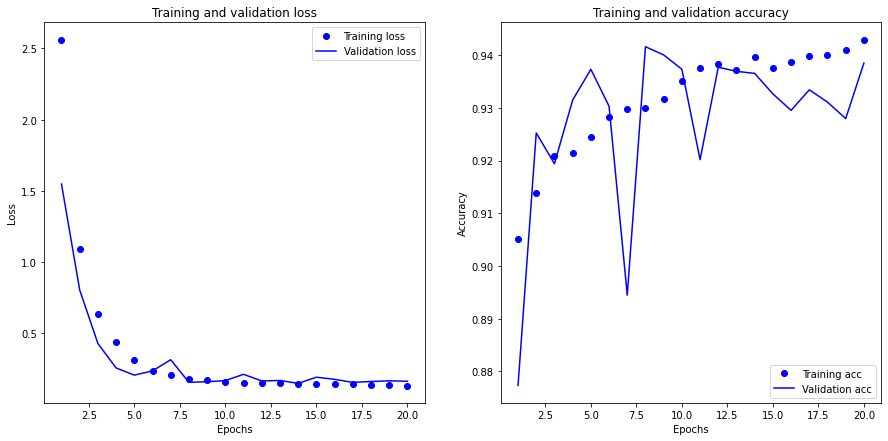 Training and validation loss
Training loss
Validation loss
2.5
2.0
1.5
1.0
0.5
Loss
2.5
5.0
7.5
10.0
12.5
15.0
17.5
20.0
Epochs
Training and validation accuracy
0.94
0.93
0.92
0.91
0.90
0.89
0.88
Accuracy
Training acc
Validation acc
2.5
5.0
7.5
10.0
12.5
15.0
17.5
20.0
Epochs